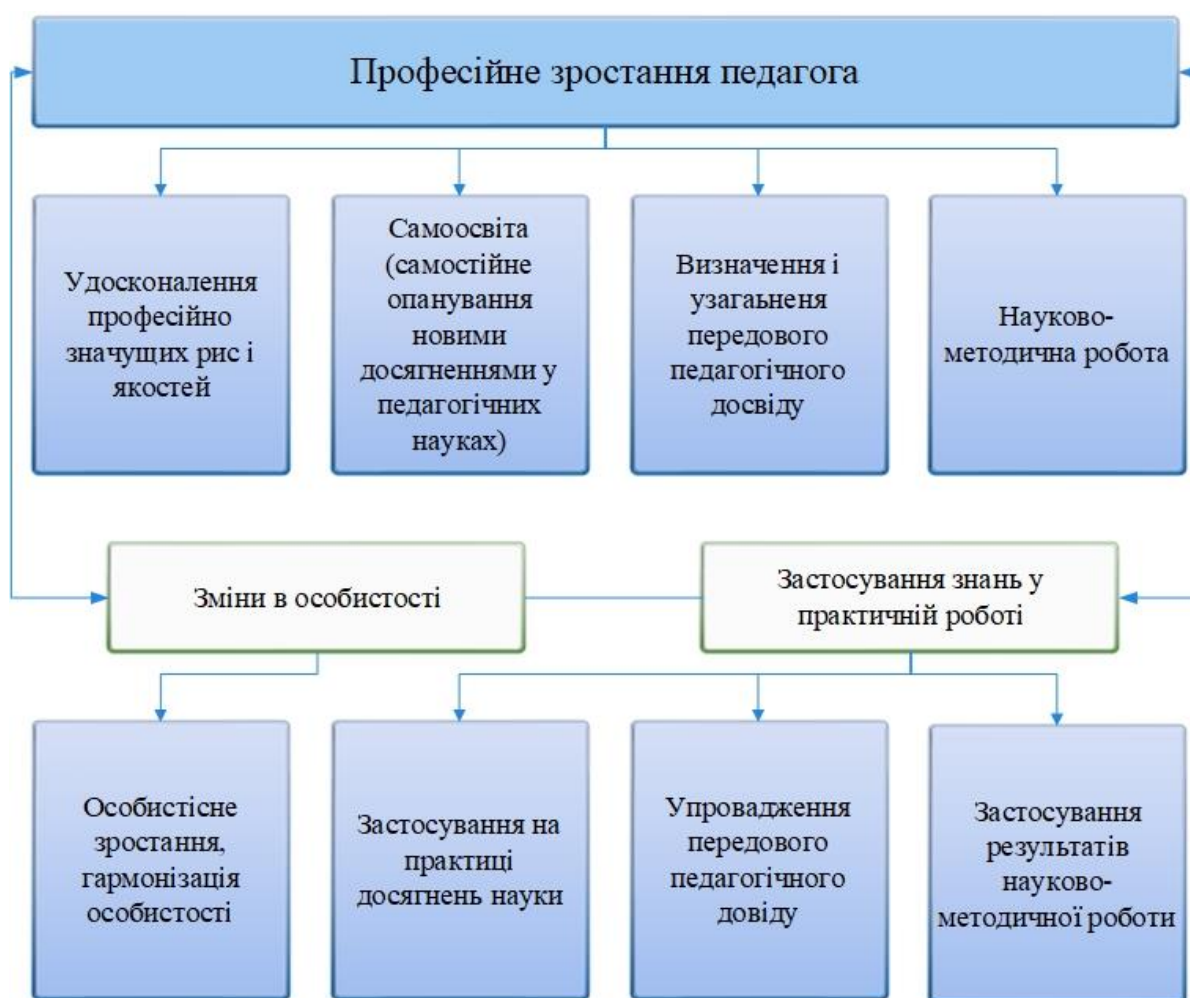 Професійне зростання педагога
Удосконалення
професійно
значущих рис і
якостей
Самоосвіта
(самостійне
опанування
новими
досягненнями у
педагогічних
науках)
Визначення і
узагаьненя
передового
педагогічного
досвіду
Науково-
методична робота
Зміни в особистості
Застосування знань у
практичній роботі
Особистісне
зростання,
гармонізація
особистості
Застосування на
практиці
досягнень науки
Упровадження
передового
педагогічного
довіду
Застосування
результатів
науково-
методичної роботи